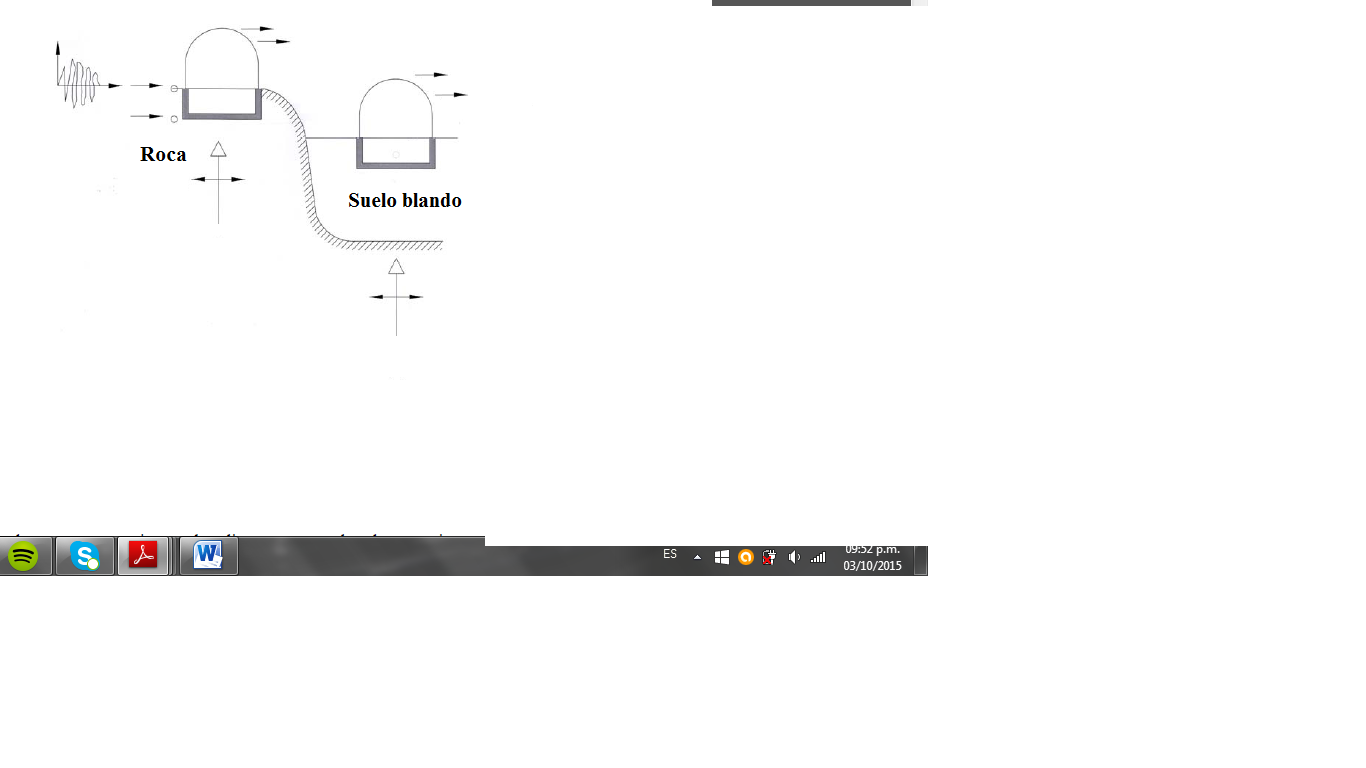 Roca
Suelo blando
ES
09:52 p.m.
03/10/2015